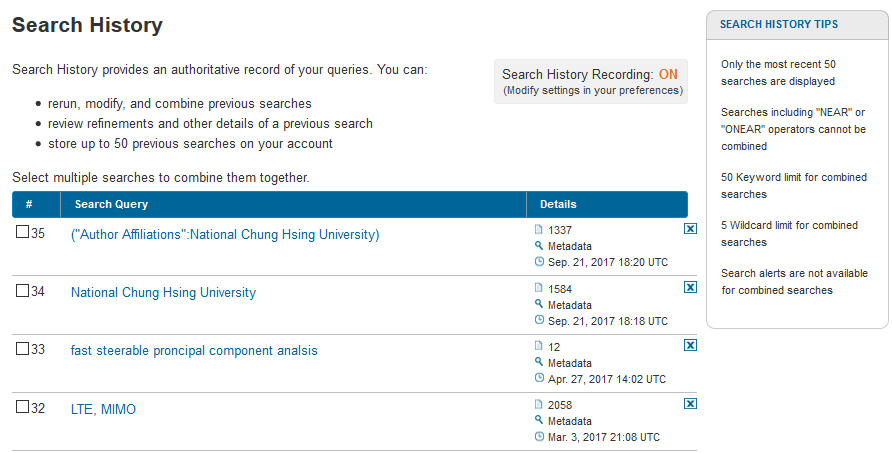 Search History
Search History provides an authoritative record of your queries. You can:
Search History Recording: ON
(Modify settings in your preferences)
rerun, modify, and combine previous searches
review refinements and other details of a previous search
store up to 50 previous searches on your account
Select multiple searches to combine them together.
# Search Query Details
35 ("Author Affiliations":National Chung Hsing University) 1337
Metadata
Sep. 21, 2017 18:20 UTC
34 National Chung Hsing University 1584
Metadata
Sep. 21, 2017 18:18 UTC
33 fast steerable proncipal component analsis 12
Metadata
Apr. 27, 2017 14:02 UTC
32 LTE, MIMO 2058
Metadata
Mar. 3, 2017 21:08 UTC
SEARCH HISTORY TIPS
Only the most recent 50
searches are displayed
Searches including "NEAR" or
"ONEAR" operators cannot be
combined
50 Keyword limit for combined
searches
5 Wildcard limit for combined
searches
Search alerts are not available
for combined searches